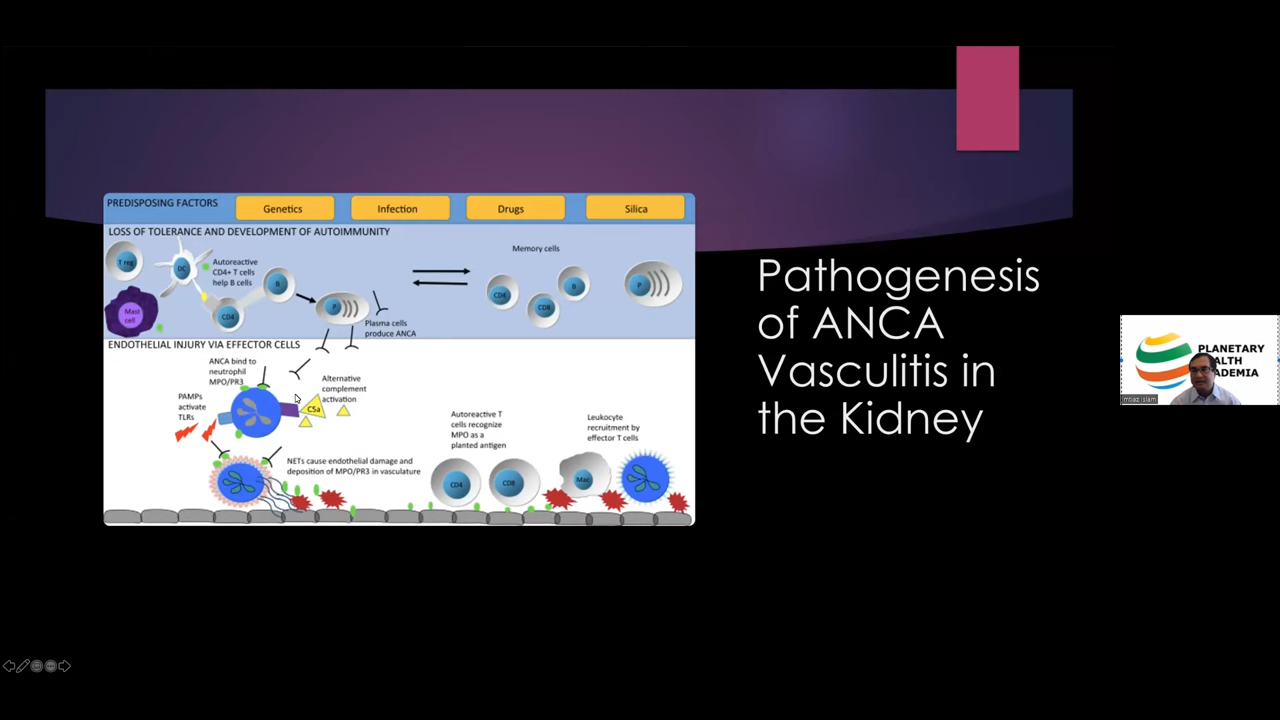 PREDISPOSING FACTORS
Genetics
Infection
Drugs
Silica
LOSS OF TOLERANCE AND DEVELOPMENT OF AUTOIMMUNITY
T reg
DC
Autoreactive
CD4+ T cells
help B cells
B
Mast
cell
CD4
P
Plasma cells
produce ANCA
Memory cells
CD4
CD8
B
P
ENDOTHELIAL INJURY VIA EFFECTOR CELLS
ANCA bind to
neutrophil
MPO/PR3
PAMPs
activate
TLRs
Alternative
complement
activation
C5a
NETs cause endothelial damage and
deposition of MPO/PR3 in vasculature
Autoreactive T
cells recognize
MPO as a
planted antigen
CD4
CD8
Leukocyte
recruitment by
effector T cells
Mac
Pathogenesis
of ANCA
Vasculitis in
the Kidney
PLANETARY
EALTH
ADEMIA
Imtiaz Islam